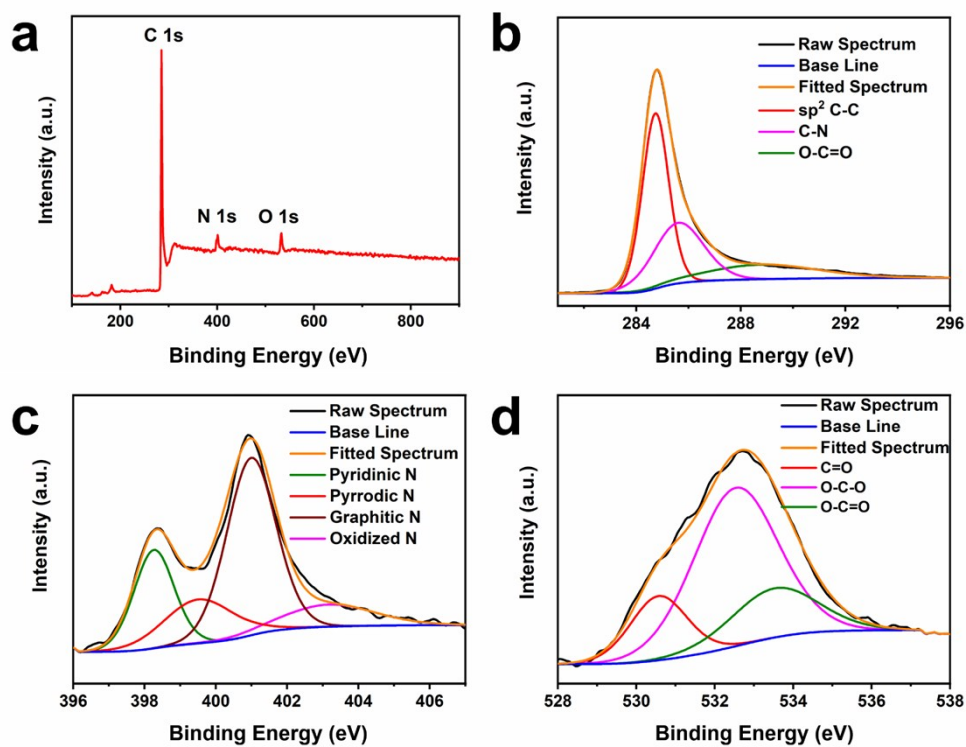 a
C 1s
N 1s
O 1s
Intensity (a.u.)
200
400
600
800
Binding Energy (eV)
b
Raw Spectrum
Base Line
Fitted Spectrum
sp² C-C
C-N
O-C=O
Intensity (a.u.)
284
288
292
296
Binding Energy (eV)
c
Raw Spectrum
Base Line
Fitted Spectrum
Pyridinic N
Pyrrodic N
Graphitic N
Oxidized N
Intensity (a.u.)
396
398
400
402
404
406
Binding Energy (eV)
d
Raw Spectrum
Base Line
Fitted Spectrum
C=O
O-C-O
O-C=O
Intensity (a.u.)
528
530
532
534
536
538
Binding Energy (eV)